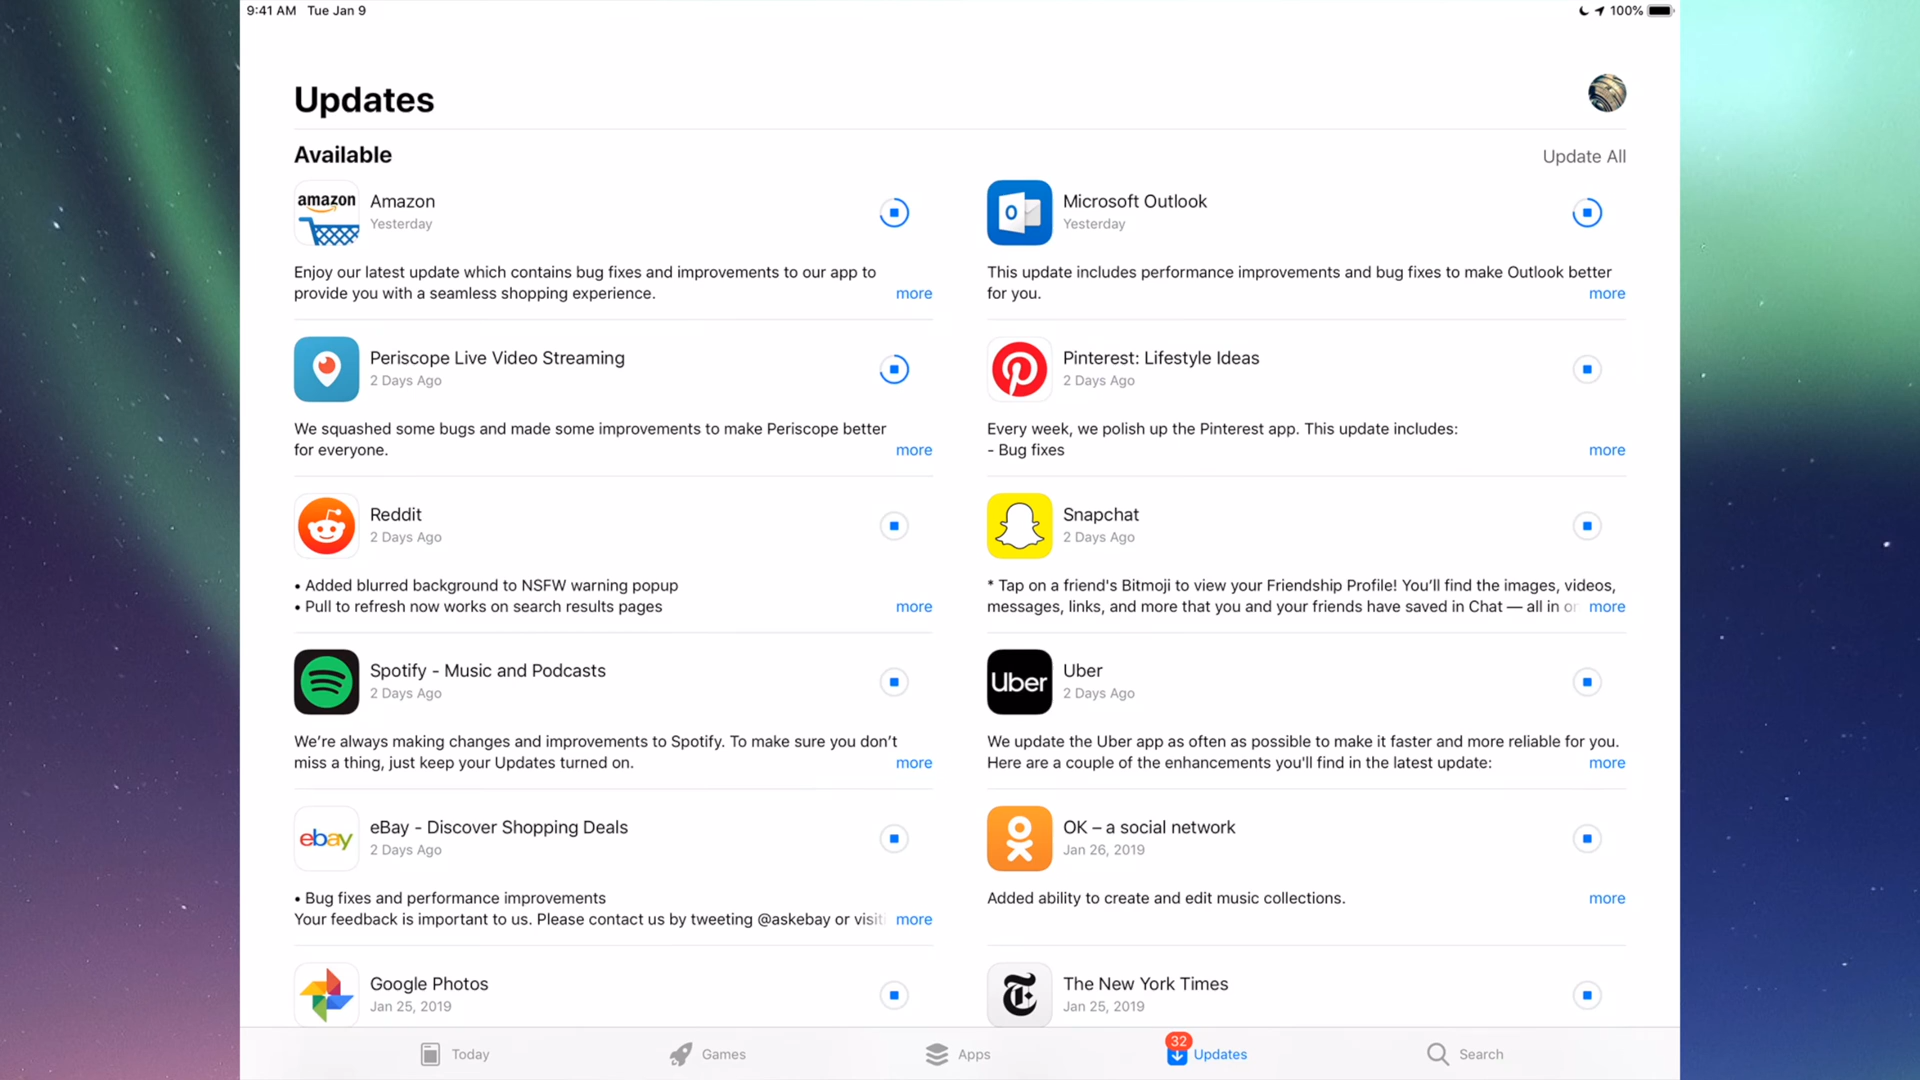 9:41 AM Tue Jan 9
100%
Updates
Available
Update All
amazon
Amazon
Yesterday
Enjoy our latest update which contains bug fixes and improvements to our app to
provide you with a seamless shopping experience.
more
Microsoft Outlook
Yesterday
This update includes performance improvements and bug fixes to make Outlook better
for you.
more
Periscope Live Video Streaming
2 Days Ago
We squashed some bugs and made some improvements to make Periscope better
for everyone.
more
Pinterest: Lifestyle Ideas
2 Days Ago
Every week, we polish up the Pinterest app. This update includes:
- Bug fixes
more
Reddit
2 Days Ago
• Added blurred background to NSFW warning popup
• Pull to refresh now works on search results pages
more
Snapchat
2 Days Ago
* Tap on a friend's Bitmoji to view your Friendship Profile! You’ll find the images, videos,
messages, links, and more that you and your friends have saved in Chat — all in or
more
Spotify - Music and Podcasts
2 Days Ago
We’re always making changes and improvements to Spotify. To make sure you don’t
miss a thing, just keep your Updates turned on.
more
Uber
Uber
2 Days Ago
We update the Uber app as often as possible to make it faster and more reliable for you.
Here are a couple of the enhancements you'll find in the latest update:
more
ebay
eBay - Discover Shopping Deals
2 Days Ago
• Bug fixes and performance improvements
Your feedback is important to us. Please contact us by tweeting @askebay or visiti
more
OK – a social network
Jan 26, 2019
Added ability to create and edit music collections.
more
Google Photos
Jan 25, 2019
The New York Times
Jan 25, 2019
Today
Games
Apps
32
Updates
Search